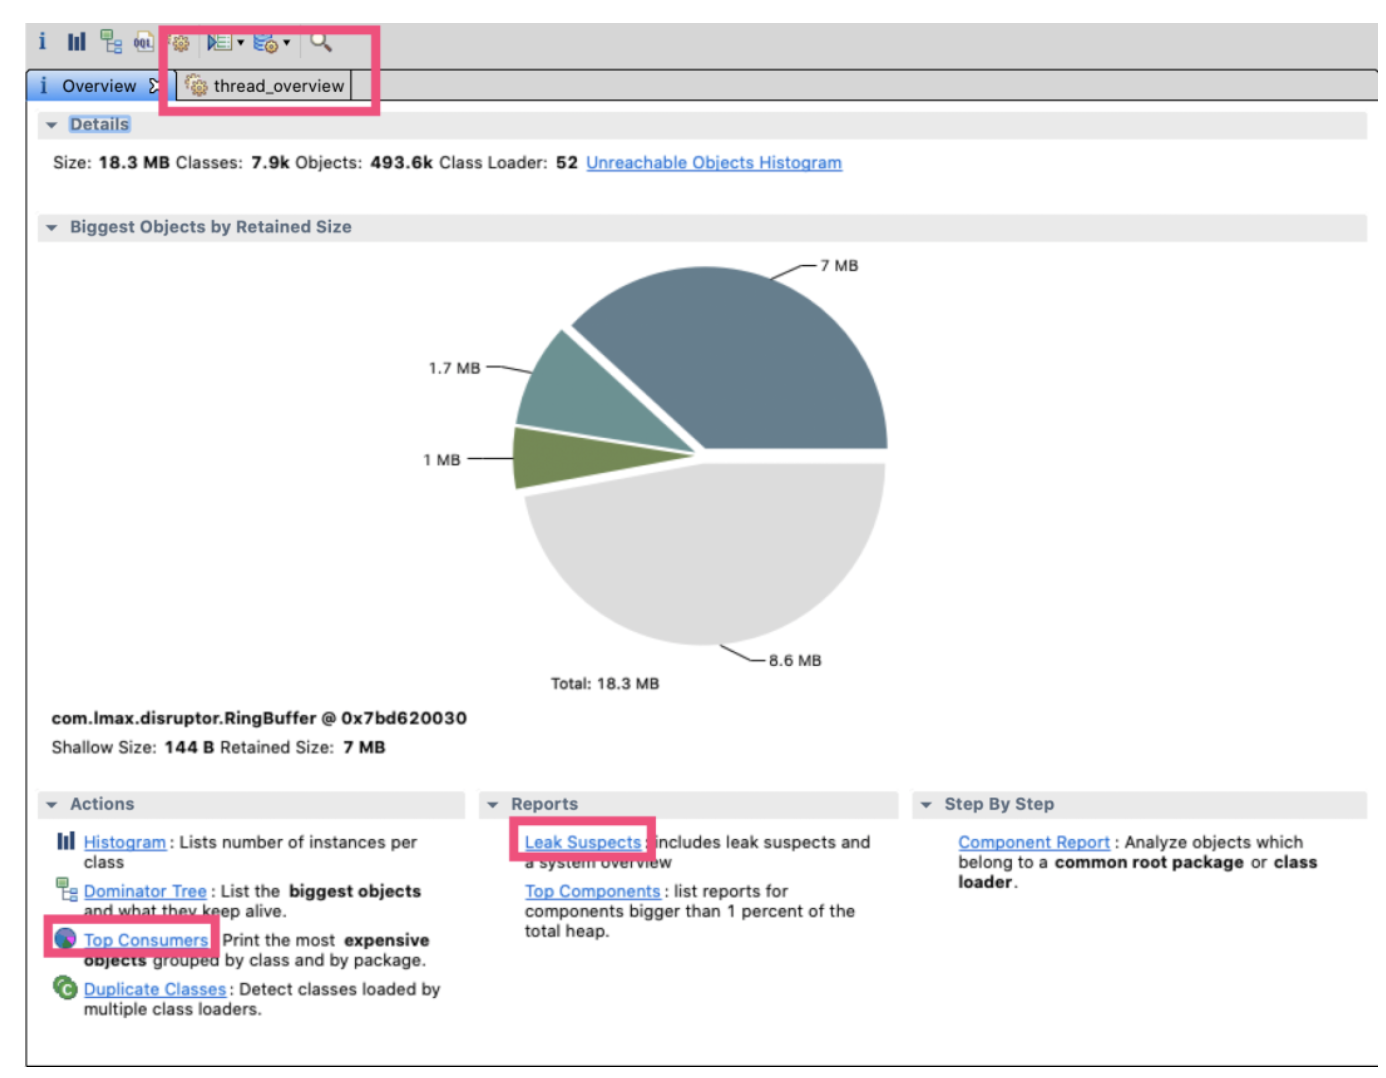 i OQL
i Overview thread_overview
Details
Size: 18.3 MB Classes: 7.9k Objects: 493.6k Class Loader: 52 Unreachable Objects Histogram
Biggest Objects by Retained Size
7 MB
1.7 MB
1 MB
8.6 MB
Total: 18.3 MB
com.lmax.disruptor.RingBuffer @ 0x7bd620030
Shallow Size: 144 B Retained Size: 7 MB
Actions
Histogram : Lists number of instances per
class
Dominator Tree : List the biggest objects
and what they keep alive.
Top Consumers Print the most expensive
objects grouped by class and by package.
Duplicate Classes : Detect classes loaded by
multiple class loaders.
Reports
Leak Suspects : includes leak suspects and
a system overview
Top Components : list reports for
components bigger than 1 percent of the
total heap.
Step By Step
Component Report : Analyze objects which
belong to a common root package or class
loader.